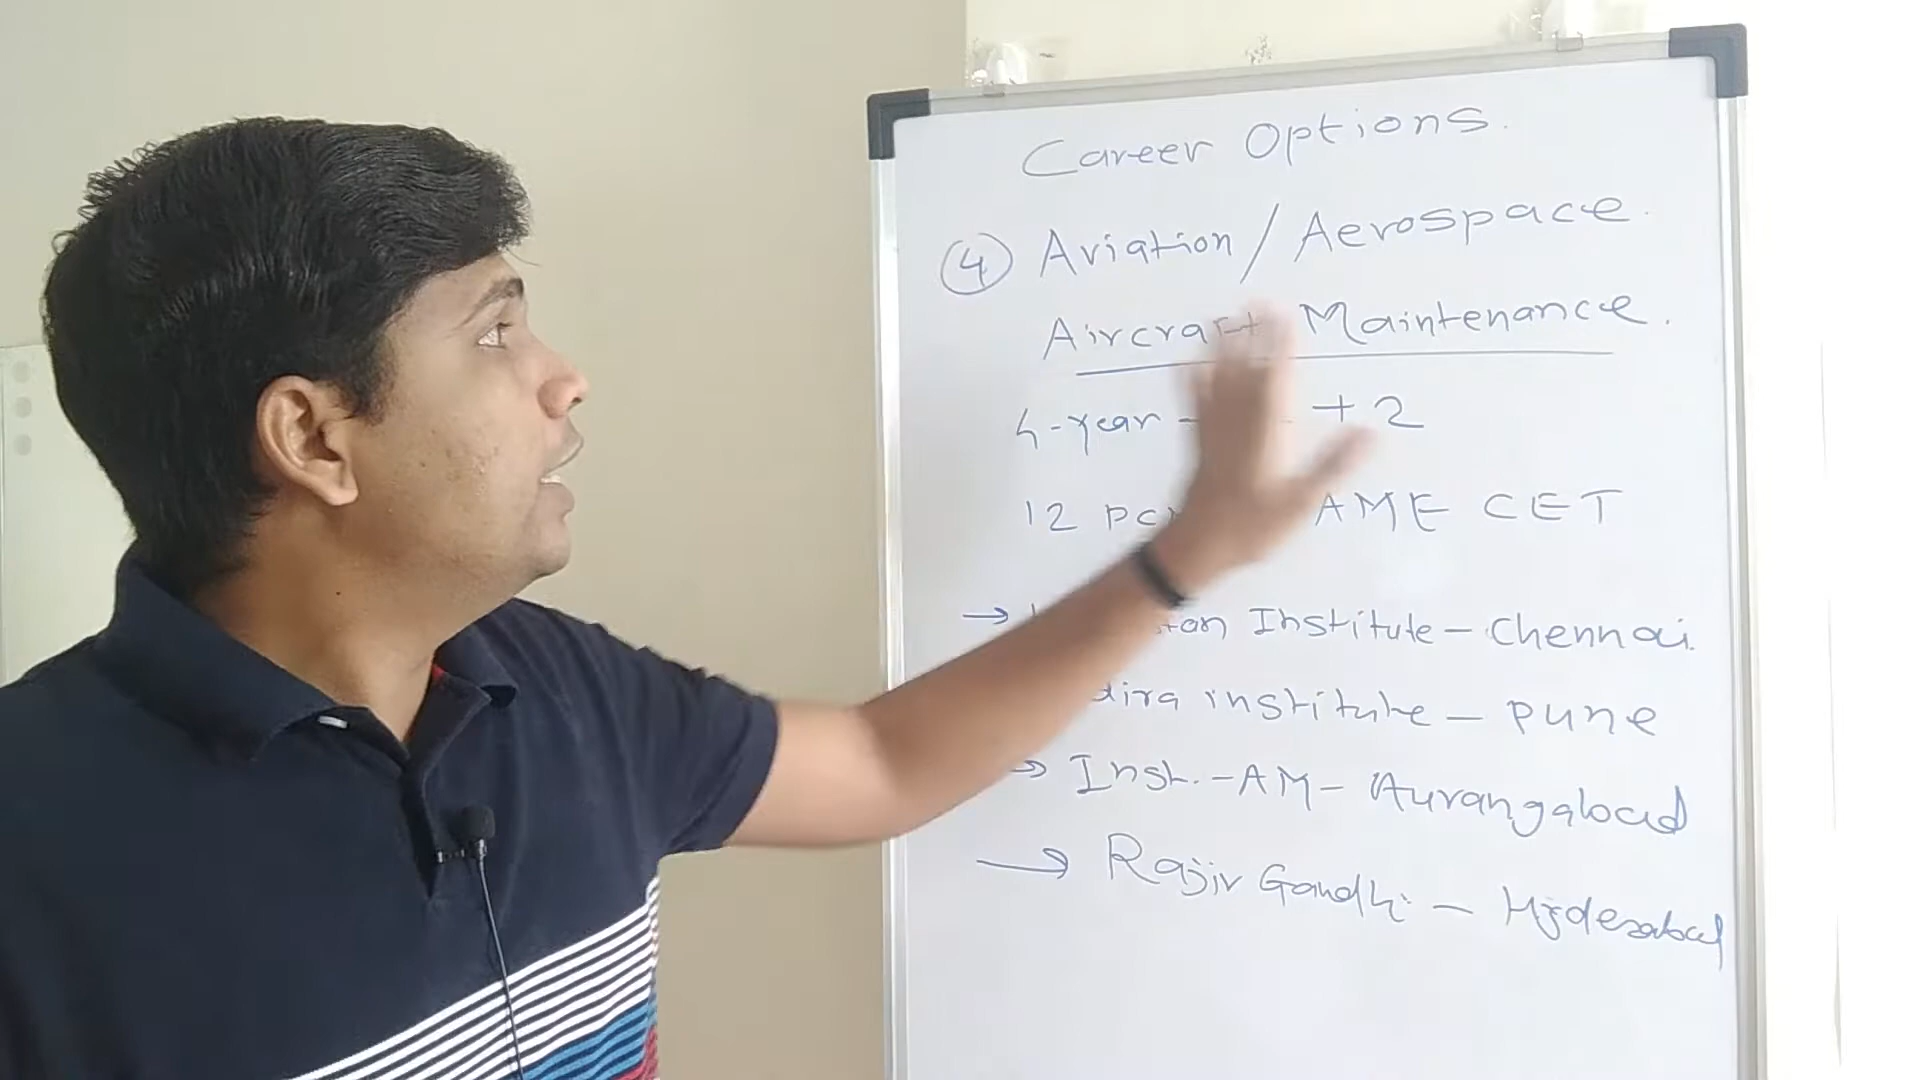 Career Options.
4 Aviation / Aerospace.
Aircraft Maintenance.
4-year - + 2
12 AME CET
→ Institute - Chennai.
institute - Pune
→ Inst. - AM - Aurangabad
→ Rajiv Gandhi - Hyderabad